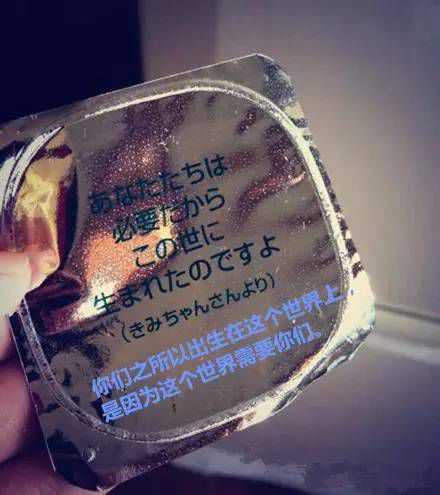 あなたたちは
必要だから
この世に
生まれたのですよ
(きみちゃんさんより)
你们之所以出生在这个世界上，
是因为这个世界需要你们。